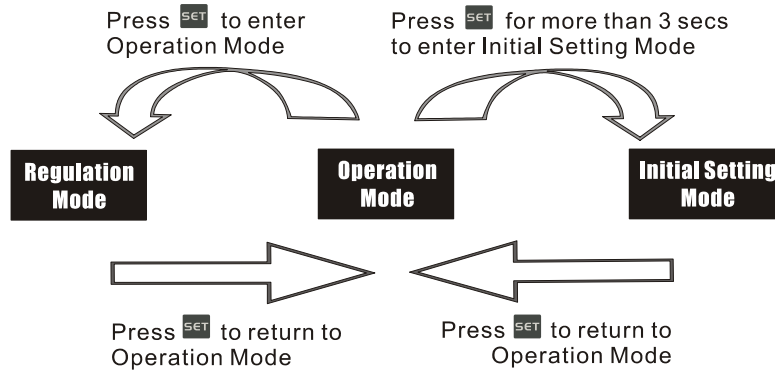 Press SET to enter
Operation Mode
Press SET for more than 3 secs
to enter Initial Setting Mode
Regulation
Mode
Operation
Mode
Initial Setting
Mode
Press SET to return to
Operation Mode
Press SET to return to
Operation Mode